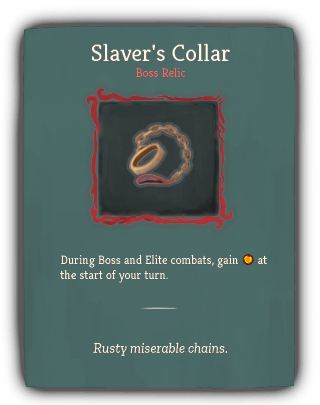 Slaver's Collar
Boss Relic
During Boss and Elite combats, gain at
the start of your turn.
Rusty miserable chains.